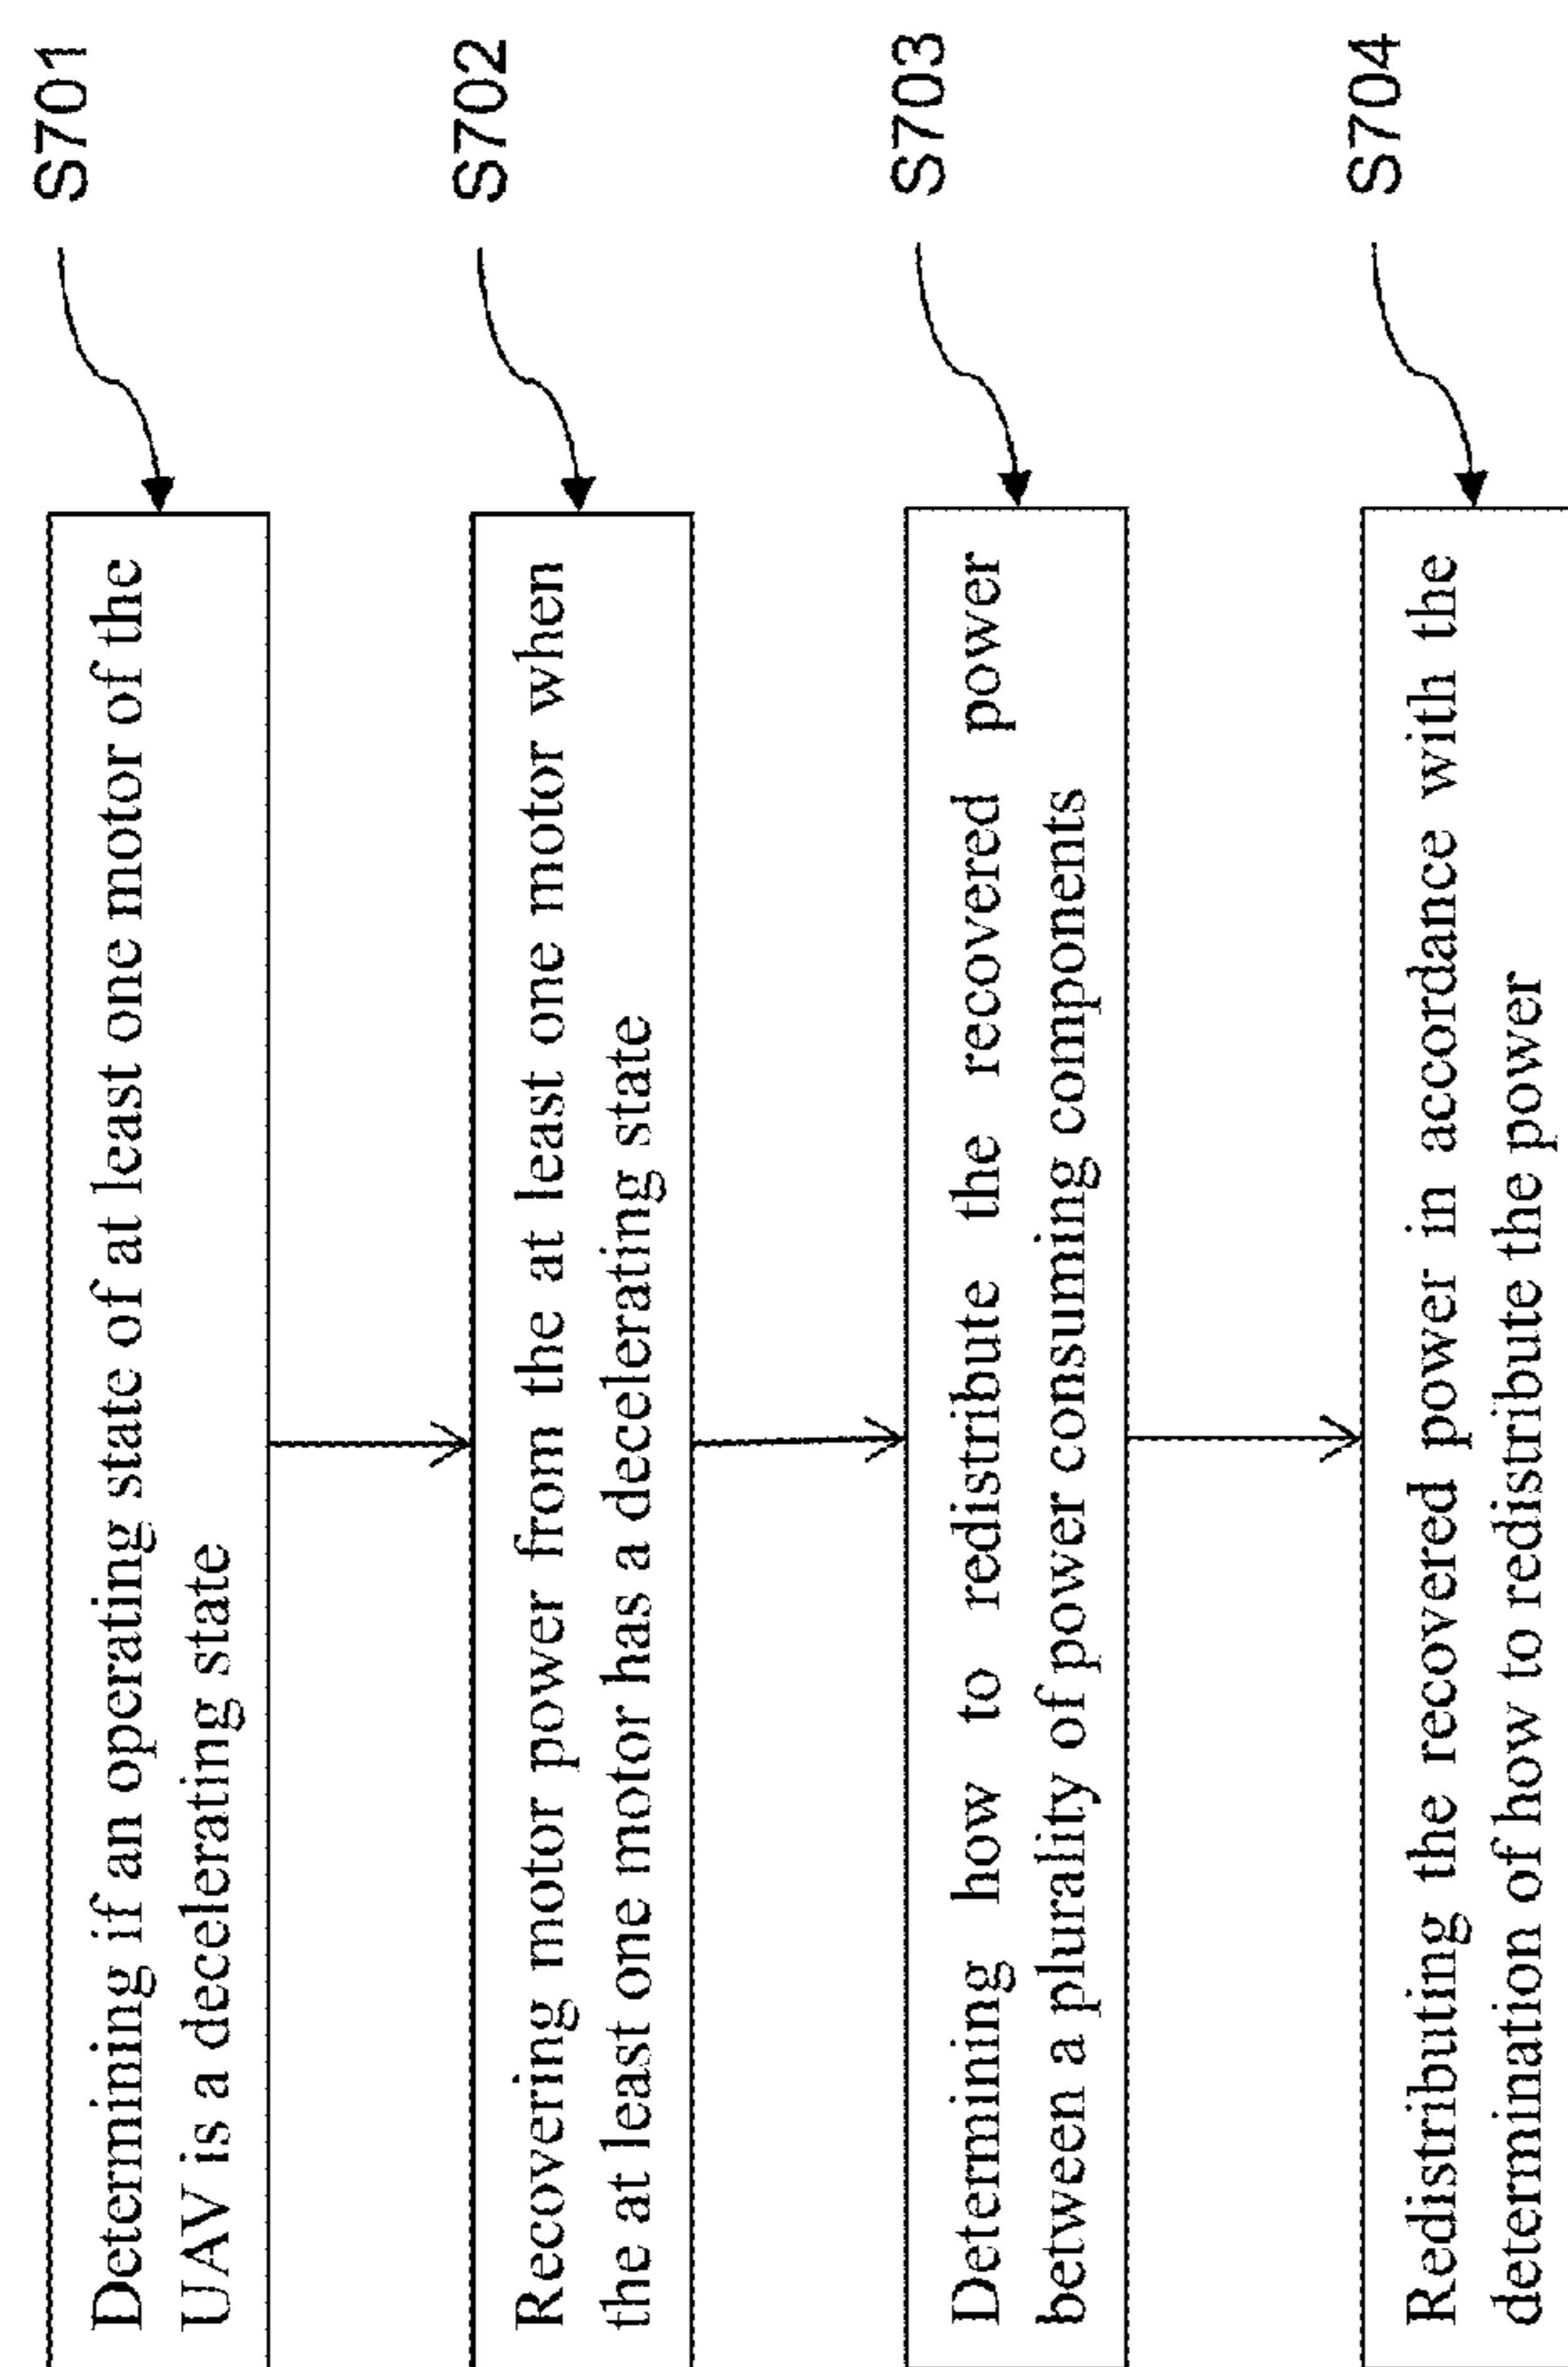 Determining if an operating state of at least one motor of the
UAV is a decelerating state
S701
Recovering motor power from the at least one motor when
the at least one motor has a decelerating state
S702
Determining how to redistribute the recovered power
between a plurality of power consuming components
S703
Redistributing the recovered power in accordance with the
determination of how to redistribute the power
S704